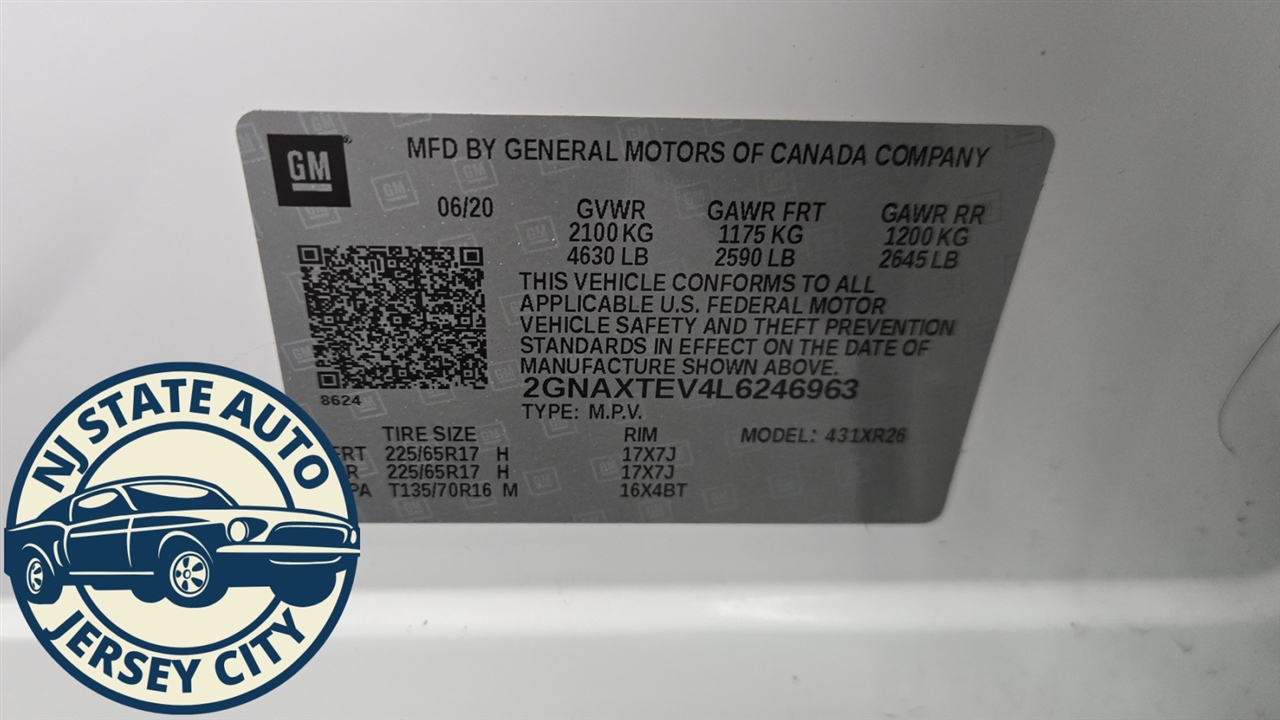 GM
MFD BY GENERAL MOTORS OF CANADA COMPANY
06/20 GVWR GAWR FRT GAWR RR
2100 KG 1175 KG 1200 KG
4630 LB 2590 LB 2645 LB
THIS VEHICLE CONFORMS TO ALL
APPLICABLE U.S. FEDERAL MOTOR
VEHICLE SAFETY AND THEFT PREVENTION
STANDARDS IN EFFECT ON THE DATE OF
MANUFACTURE SHOWN ABOVE.
8624
2GNAXTEV4L6246963
TYPE: M.P.V.
TIRE SIZE RIM MODEL: 431XR26
225/65R17 H 17X7J
225/65R17 H 17X7J
T135/70R16 M 16X4BT
NJ STATE AUTO
JERSEY CITY